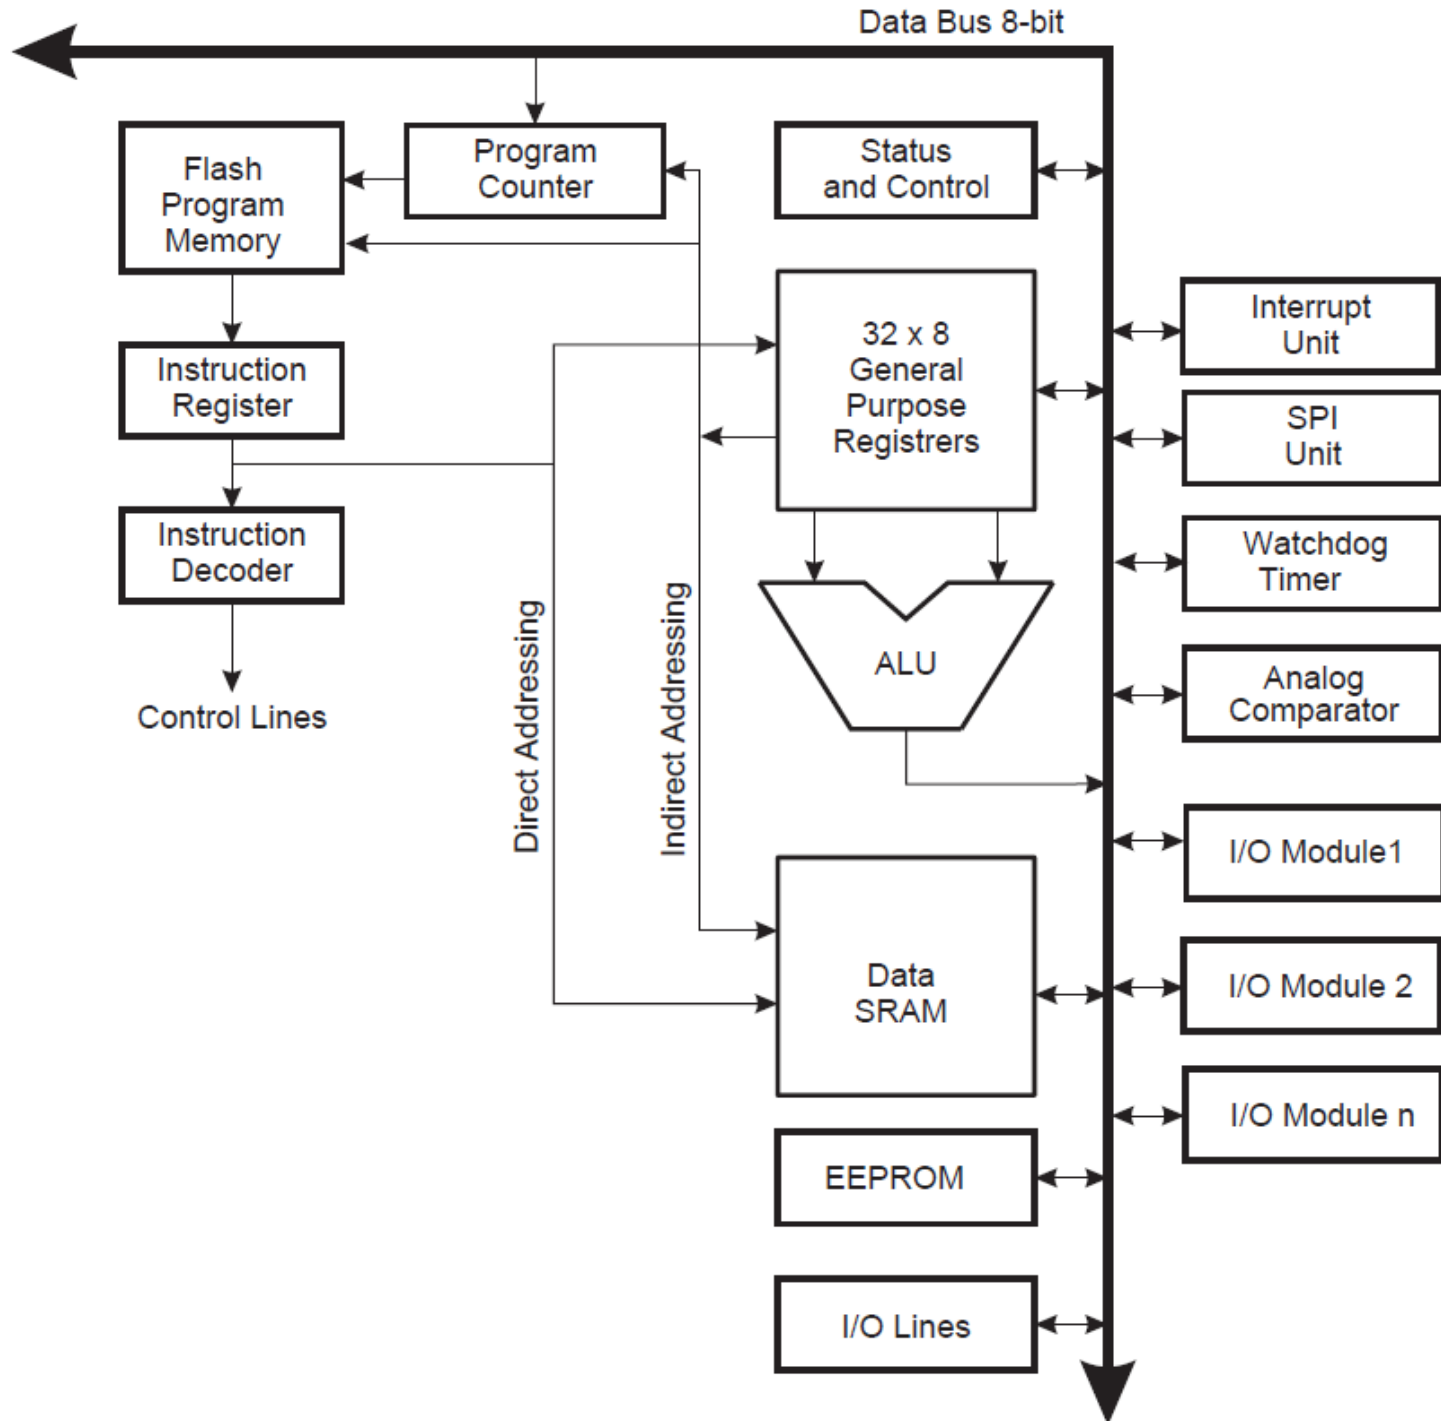 Data Bus 8-bit
Flash
Program
Memory
Program
Counter
Status
and Control
32 x 8
General
Purpose
Registrers
Interrupt
Unit
Instruction
Register
SPI
Unit
Instruction
Decoder
Watchdog
Timer
Control Lines
Direct Addressing
Indirect Addressing
ALU
Analog
Comparator
I/O Module1
Data
SRAM
I/O Module 2
I/O Module n
EEPROM
I/O Lines